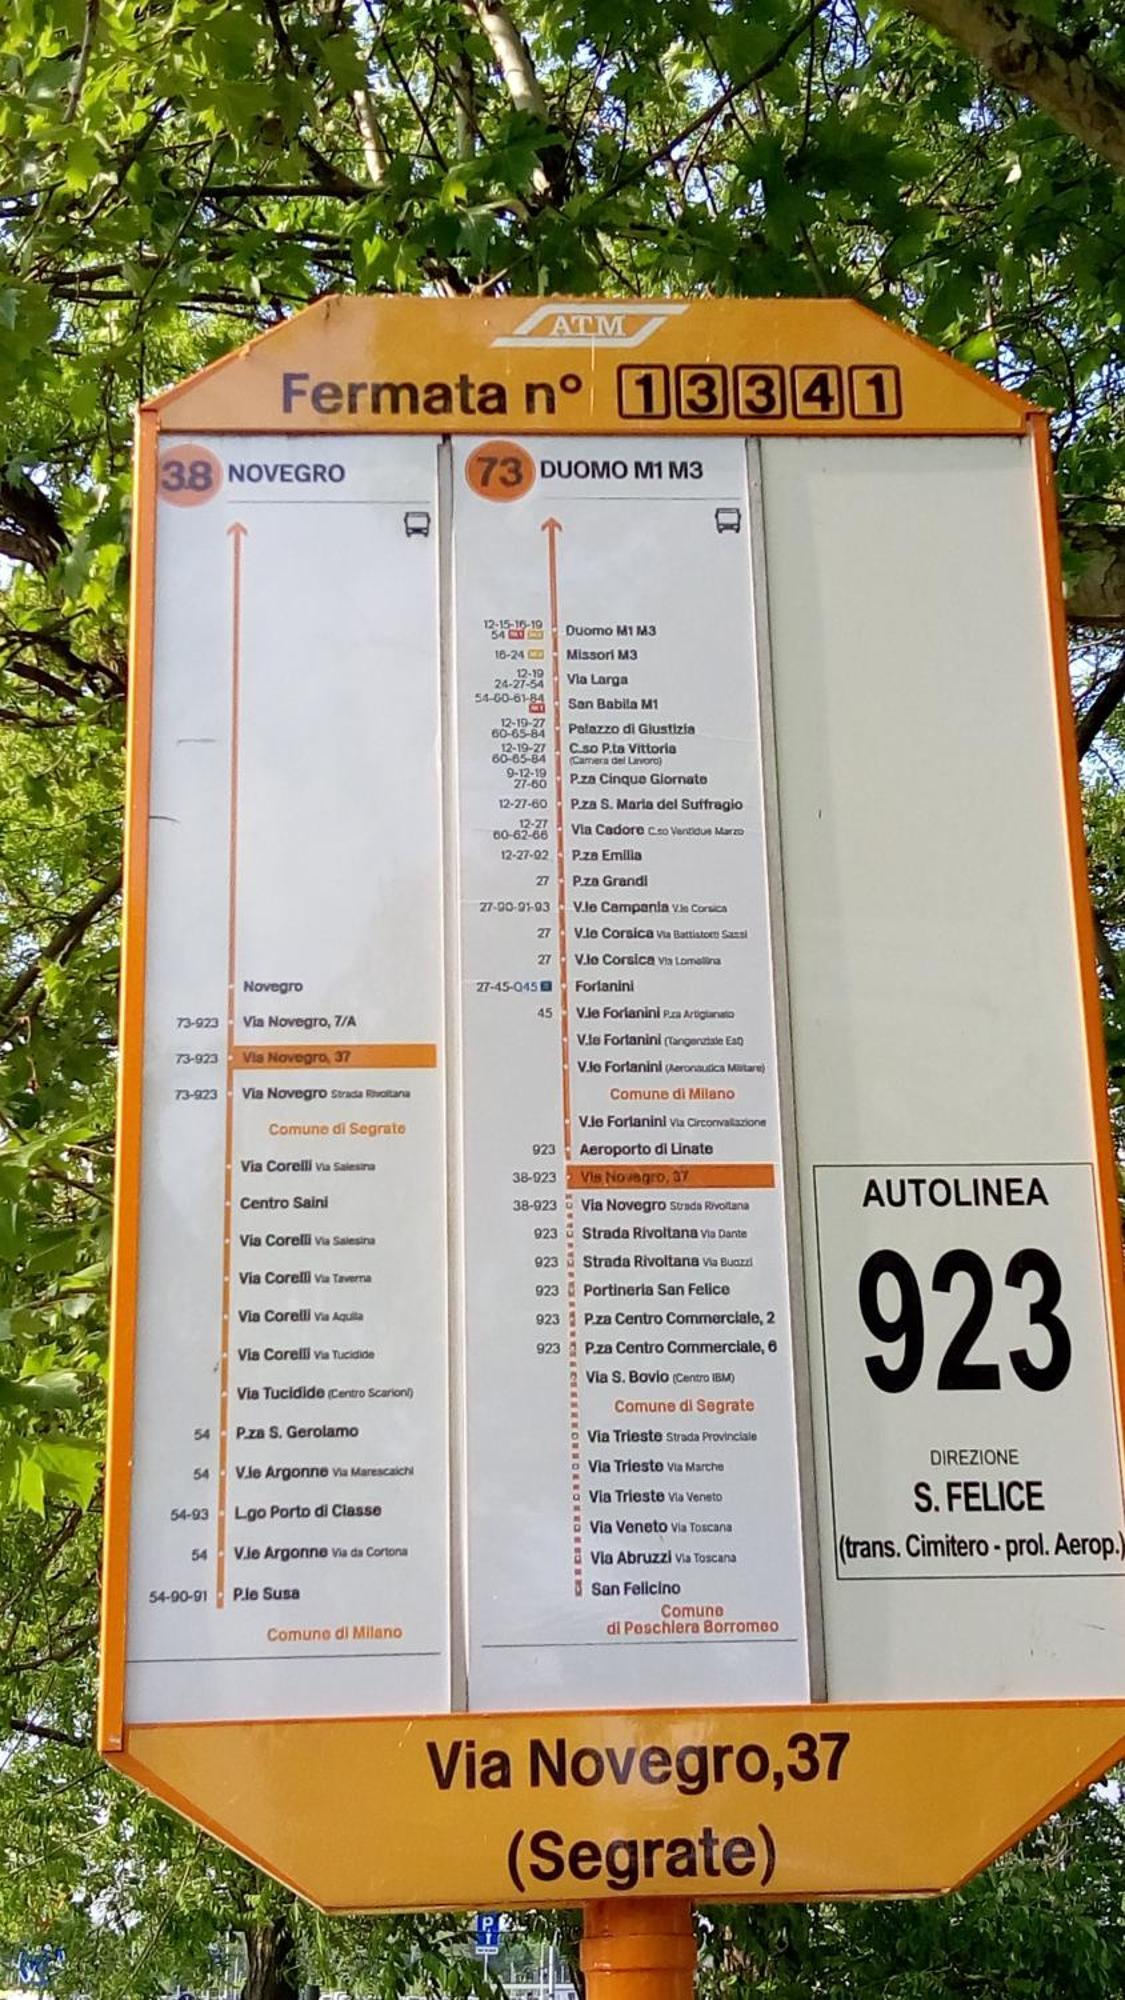 ATM
Fermata n° 13341
38 NOVEGRO
Novegro
73-923 Via Novegro, 7/A
73-923 Via Novegro, 37
73-923 Via Novegro Strada Rivoltana
Comune di Segrate
Via Corelli Via Salesina
Centro Saini
Via Corelli Via Salesina
Via Corelli Via Taverna
Via Corelli Via Aquila
Via Corelli Via Tucidide
Via Tucidide (Centro Scarioni)
54 P.za S. Gerolamo
54 V.le Argonne Via Marescalchi
54-93 L.go Porto di Classe
54 V.le Argonne Via da Cortona
54-90-91 P.le Susa
Comune di Milano
73 DUOMO M1 M3
12-15-16-19
54 M1 M3 Duomo M1 M3
16-24 M3 Missori M3
12-19
24-27-54 Via Larga
54-60-61-84
M1 San Babila M1
12-19-27
60-65-84 Palazzo di Giustizia
12-19-27 C.so P.ta Vittoria
60-65-84 (Camera del Lavoro)
9-12-19
27-60 P.za Cinque Giornate
12-27-60 P.za S. Maria del Suffragio
12-27
60-62-66 Via Cadore C.so Ventidue Marzo
12-27-92 P.za Emilia
27 P.za Grandi
27-90-91-93 V.le Campania V.le Corsica
27 V.le Corsica Via Battistotti Sassi
27 V.le Corsica Via Lomellina
27-45-Q45 Forlanini
45 V.le Forlanini P.za Artigianato
V.le Forlanini (Tangenziale Est)
V.le Forlanini (Aeronautica Militare)
Comune di Milano
V.le Forlanini Via Circonvallazione
923 Aeroporto di Linate
38-923 Via Novegro, 37
38-923 Via Novegro Strada Rivoltana
923 Strada Rivoltana Via Dante
923 Strada Rivoltana Via Buozzi
923 Portineria San Felice
923 P.za Centro Commerciale, 2
923 P.za Centro Commerciale, 6
Via S. Bovio (Centro IBM)
Comune di Segrate
Via Trieste Strada Provinciale
Via Trieste Via Marche
Via Trieste Via Veneto
Via Veneto Via Toscana
Via Abruzzi Via Toscana
San Felicino
Comune
di Peschiera Borromeo
AUTOLINEA
923
DIREZIONE
S. FELICE
(trans. Cimitero - prol. Aerop.)
Via Novegro,37
(Segrate)
P